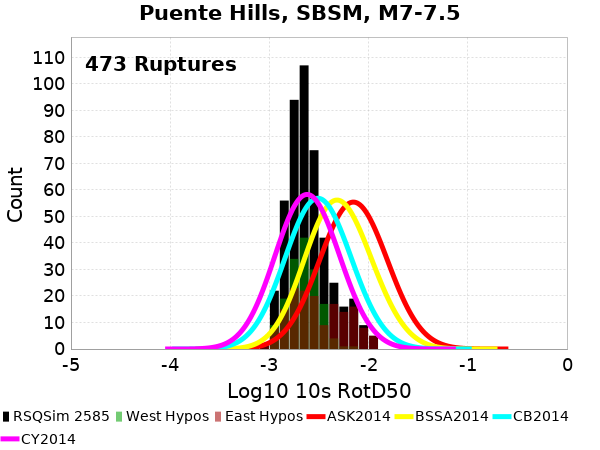 Puente Hills, SBSM, M7-7.5
473 Ruptures
110
100
90
80
70
60
50
40
30
20
10
0
Count
-5 -4 -3 -2 -1 0
Log10 10s RotD50
RSQSim 2585 West Hypos East Hypos ASK2014 BSSA2014 CB2014
CY2014